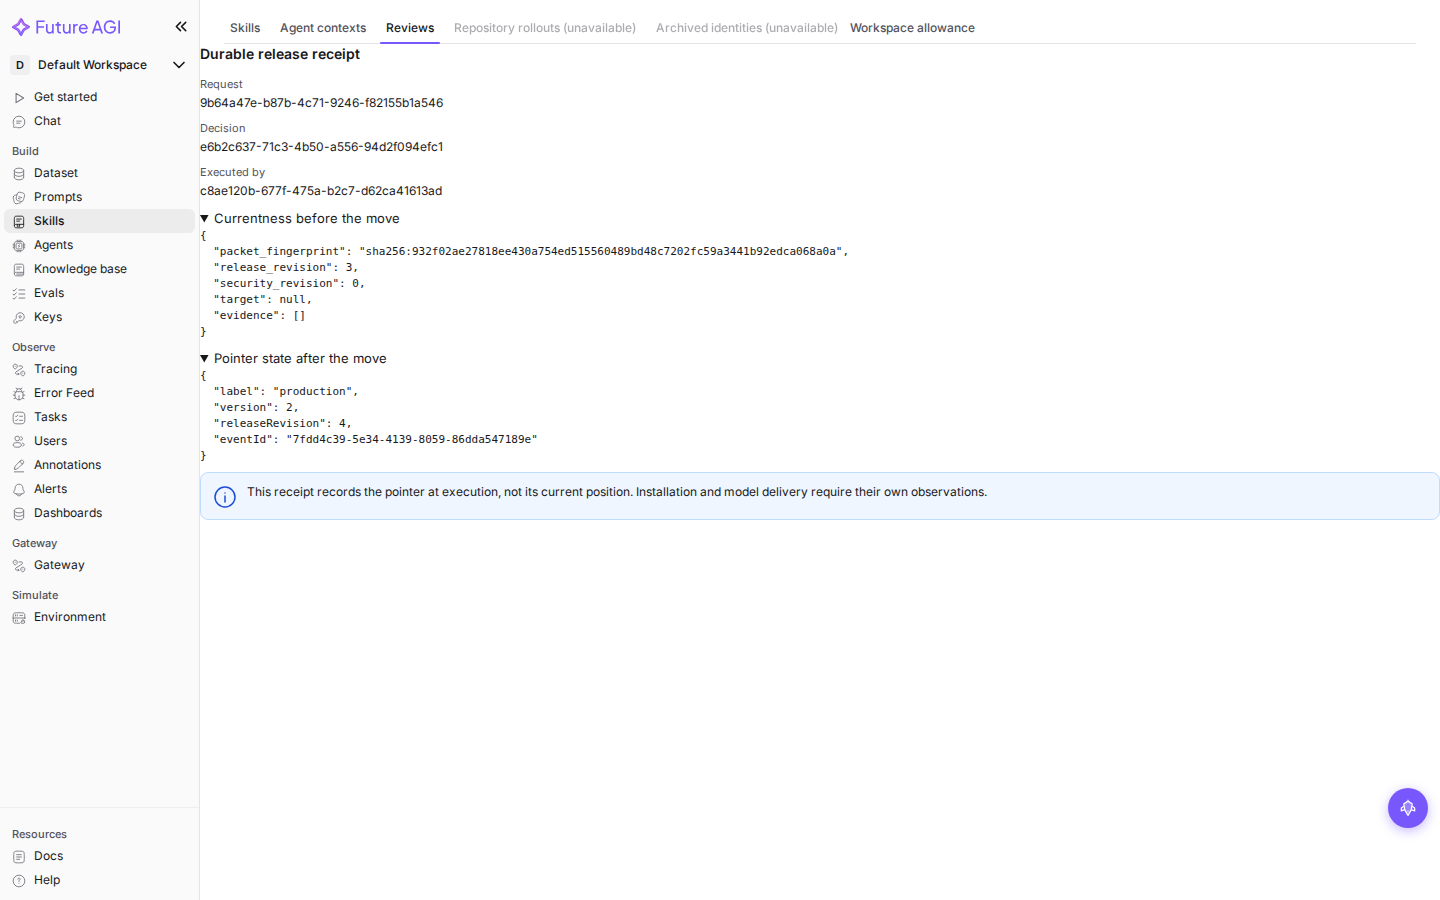 Future AGI
D Default Workspace
Get started
Chat
Build
Dataset
Prompts
Skills
Agents
Knowledge base
Evals
Keys
Observe
Tracing
Error Feed
Tasks
Users
Annotations
Alerts
Dashboards
Gateway
Gateway
Simulate
Environment
Resources
Docs
Help
Skills Agent contexts Reviews Repository rollouts (unavailable) Archived identities (unavailable) Workspace allowance
Durable release receipt
Request
9b64a47e-b87b-4c71-9246-f82155b1a546
Decision
e6b2c637-71c3-4b50-a556-94d2f094efc1
Executed by
c8ae120b-677f-475a-b2c7-d62ca41613ad
▼ Currentness before the move
{
"packet_fingerprint": "sha256:932f02ae27818ee430a754ed515560489bd48c7202fc59a3441b92edca068a0a",
"release_revision": 3,
"security_revision": 0,
"target": null,
"evidence": []
}
▼ Pointer state after the move
{
"label": "production",
"version": 2,
"releaseRevision": 4,
"eventId": "7fdd4c39-5e34-4139-8059-86dda547189e"
}
This receipt records the pointer at execution, not its current position. Installation and model delivery require their own observations.